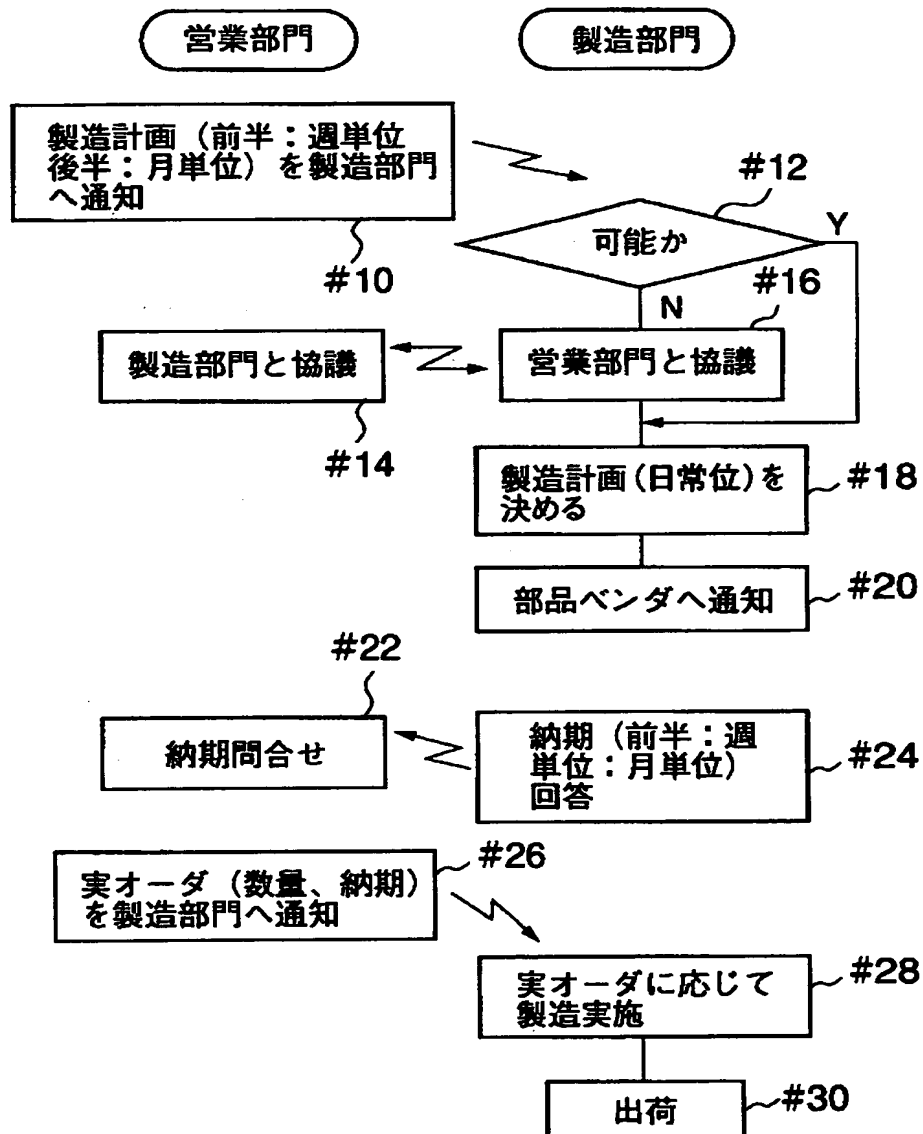 営業部門
製造部門
製造計画（前半：週単位
後半：月単位）を製造部門
へ通知
#10
#12
可能か
Y
N
#16
製造部門と協議
営業部門と協議
#14
製造計画（日常位）を
決める
#18
部品ベンダへ通知
#20
#22
納期問合せ
納期（前半：週
単位：月単位）
回答
#24
#26
実オーダ（数量、納期）
を製造部門へ通知
実オーダに応じて
製造実施
#28
出荷
#30